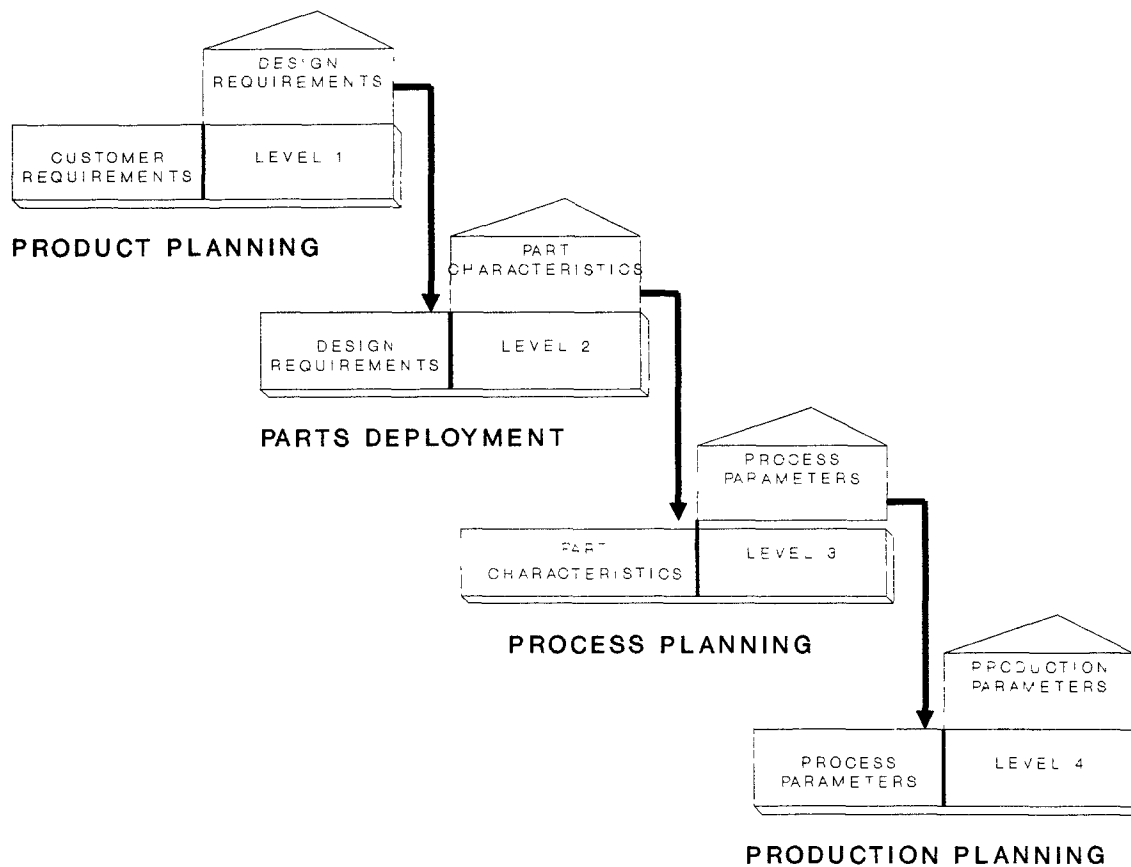 DESIGN
REQUIREMENTS
CUSTOMER
REQUIREMENTS
LEVEL 1
PRODUCT PLANNING
PART
CHARACTERISTICS
DESIGN
REQUIREMENTS
LEVEL 2
PARTS DEPLOYMENT
PROCESS
PARAMETERS
PART
CHARACTERISTICS
LEVEL 3
PROCESS PLANNING
PRODUCTION
PARAMETERS
PROCESS
PARAMETERS
LEVEL 4
PRODUCTION PLANNING